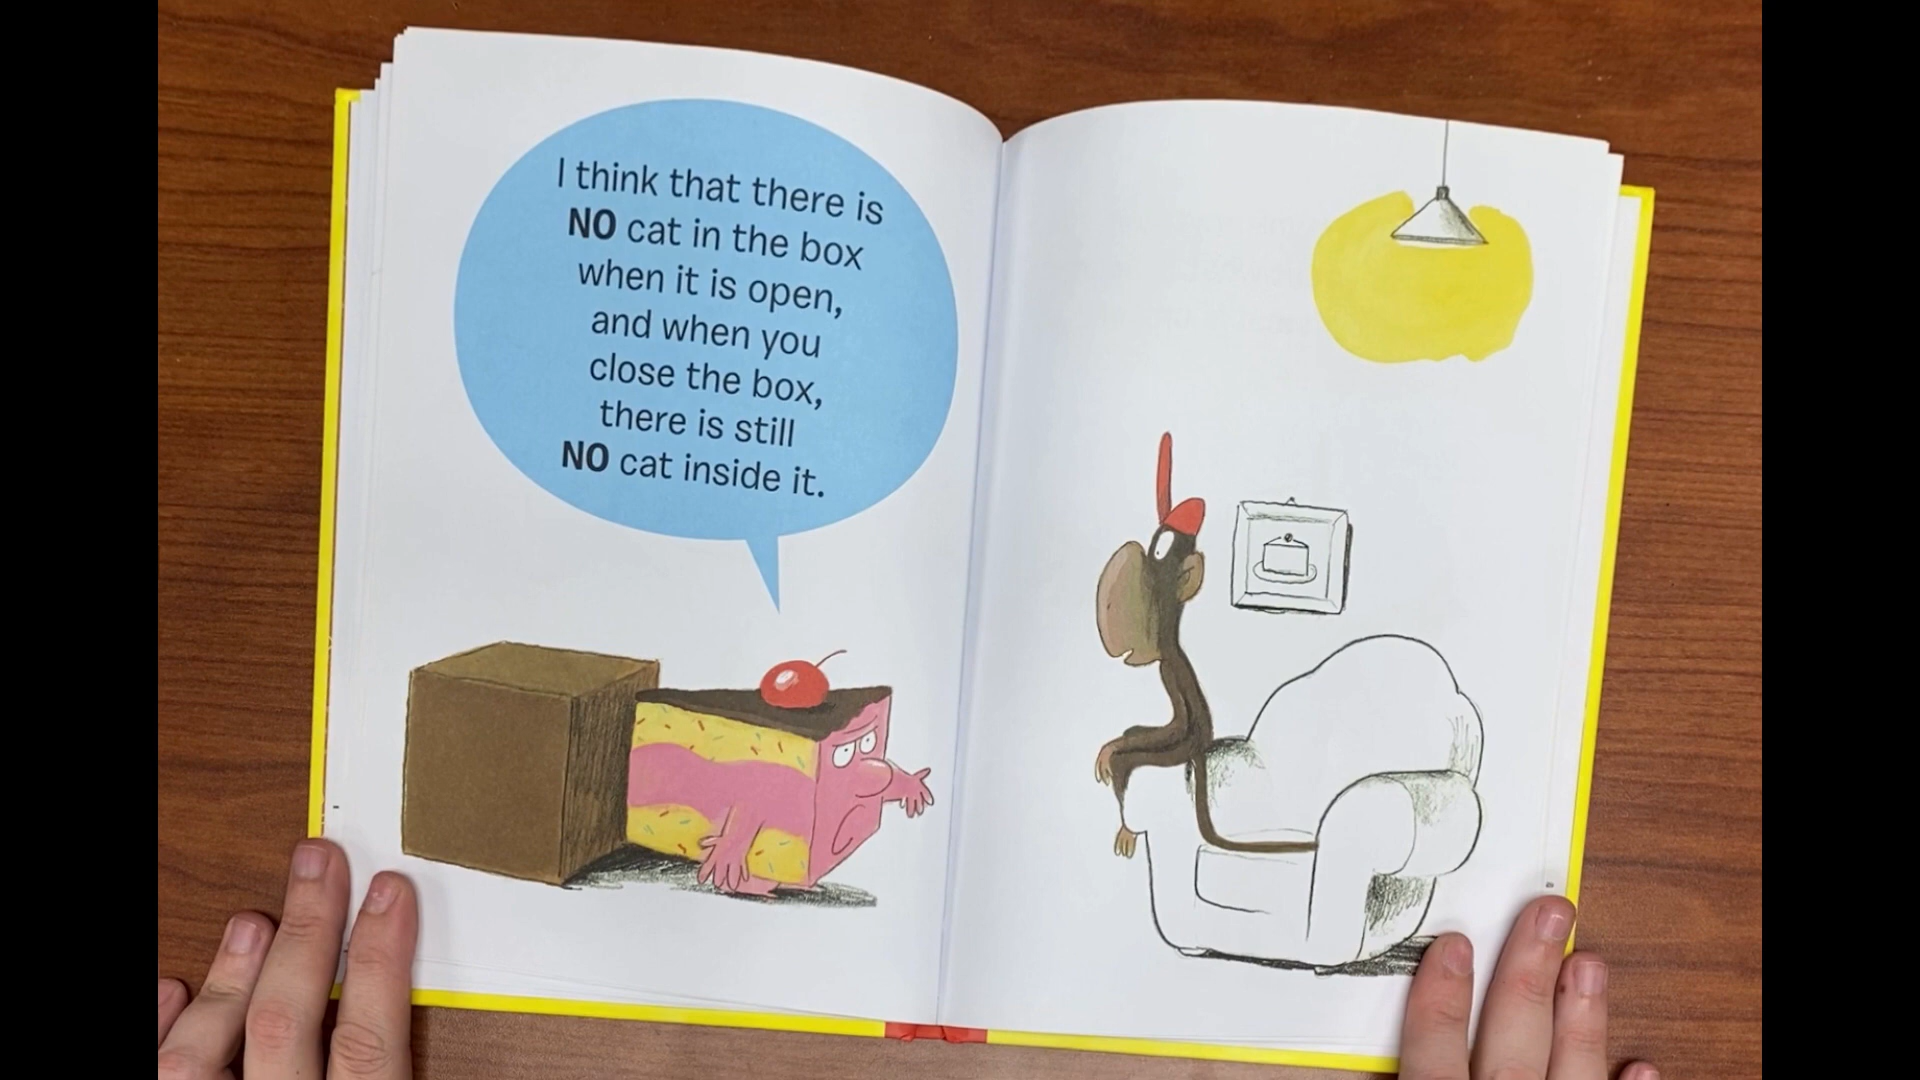 I think that there is
NO cat in the box
when it is open,
and when you
close the box,
there is still
NO cat inside it.